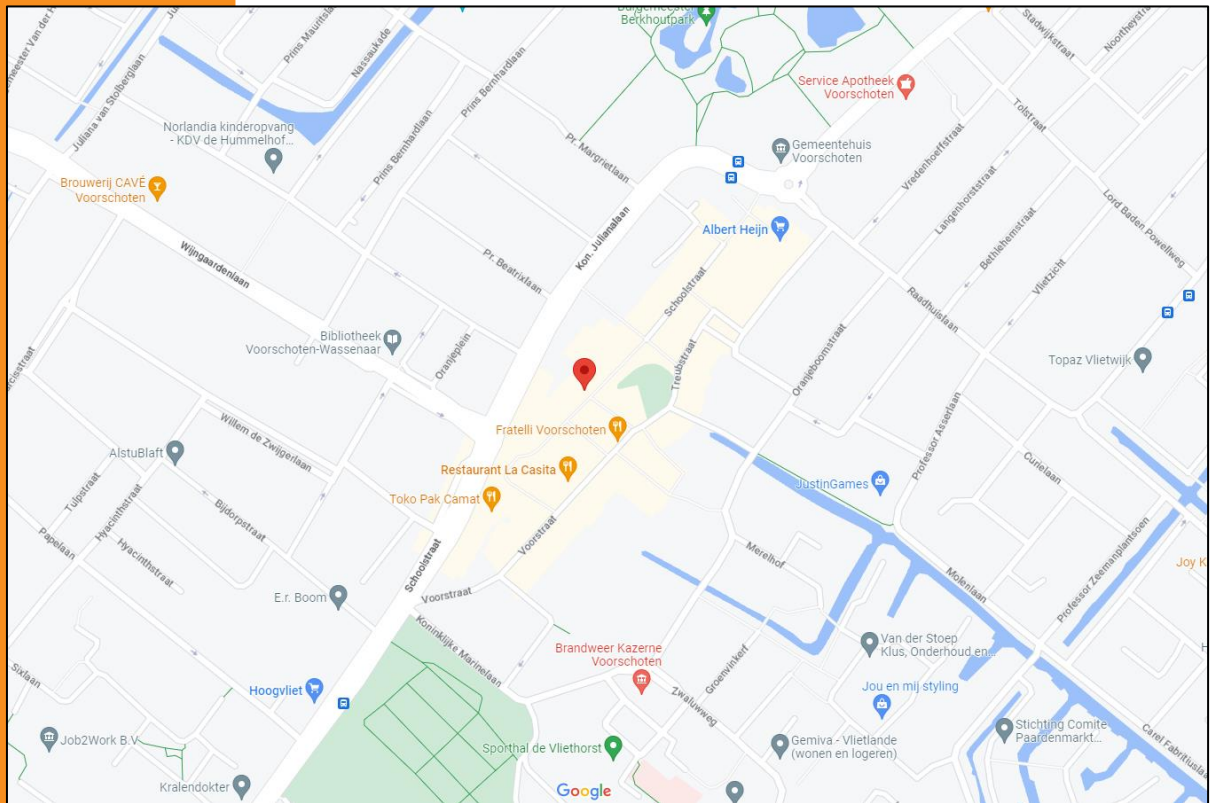 Burgemeester
Berkhoutpark
Stadwijkstraat
Noortheystraat
Prins Mauritslaan
Nassaukade
Prins Bernhardlaan
Prins Bernhardlaan
Juliana van Stolberglaan
Service Apotheek
Voorschoten
Tolstraat
Norlandia kinderopvang
- KDV de Hummelhof...
Prins Bernhardlaan
Pr. Margrietlaan
Gemeentehuis
Voorschoten
Vredenhoeffstraat
Langenhorststraat
Lord Baden Powellweg
Brouwerij CAVÉ
Voorschoten
Albert Heijn
Bethlehemstraat
Wijngaardenlaan
Kon. Julianalaan
Pr. Beatrixlaan
Schoolstraat
Vlietzicht
Raadhuislaan
Bibliotheek
Voorschoten-Wassenaar
Oranjeplein
Treubstraat
Oranjeboomstraat
Topaz Vlietwijk
Willem de Zwijgerlaan
Fratelli Voorschoten
Professor Asserlaan
Curielaan
AlstuBlaft
Restaurant La Casita
JustinGames
Tulpstraat
Hyacinthstraat
Bijdorpstraat
Toko Pak Camat
Papelaan
Hyacinthstraat
Schoolstraat
Voorstraat
Merelhof
Molenlaan
Professor Zeemanplantsoen
Joy K
E.r. Boom
Voorstraat
Koninklijke Marinelaan
Van der Stoep
Klus, Onderhoud en...
Brandweer Kazerne
Voorschoten
Groenvinkerf
Zwaluwweg
Sixlaan
Hoogvliet
Jou en mij styling
Job2Work B.V
Sporthal de Vliethorst
Gemiva - Vlietlande
(wonen en logeren)
Stichting Comite
Paardenmarkt...
Carel Fabritiuslaa
Kralendokter
Google